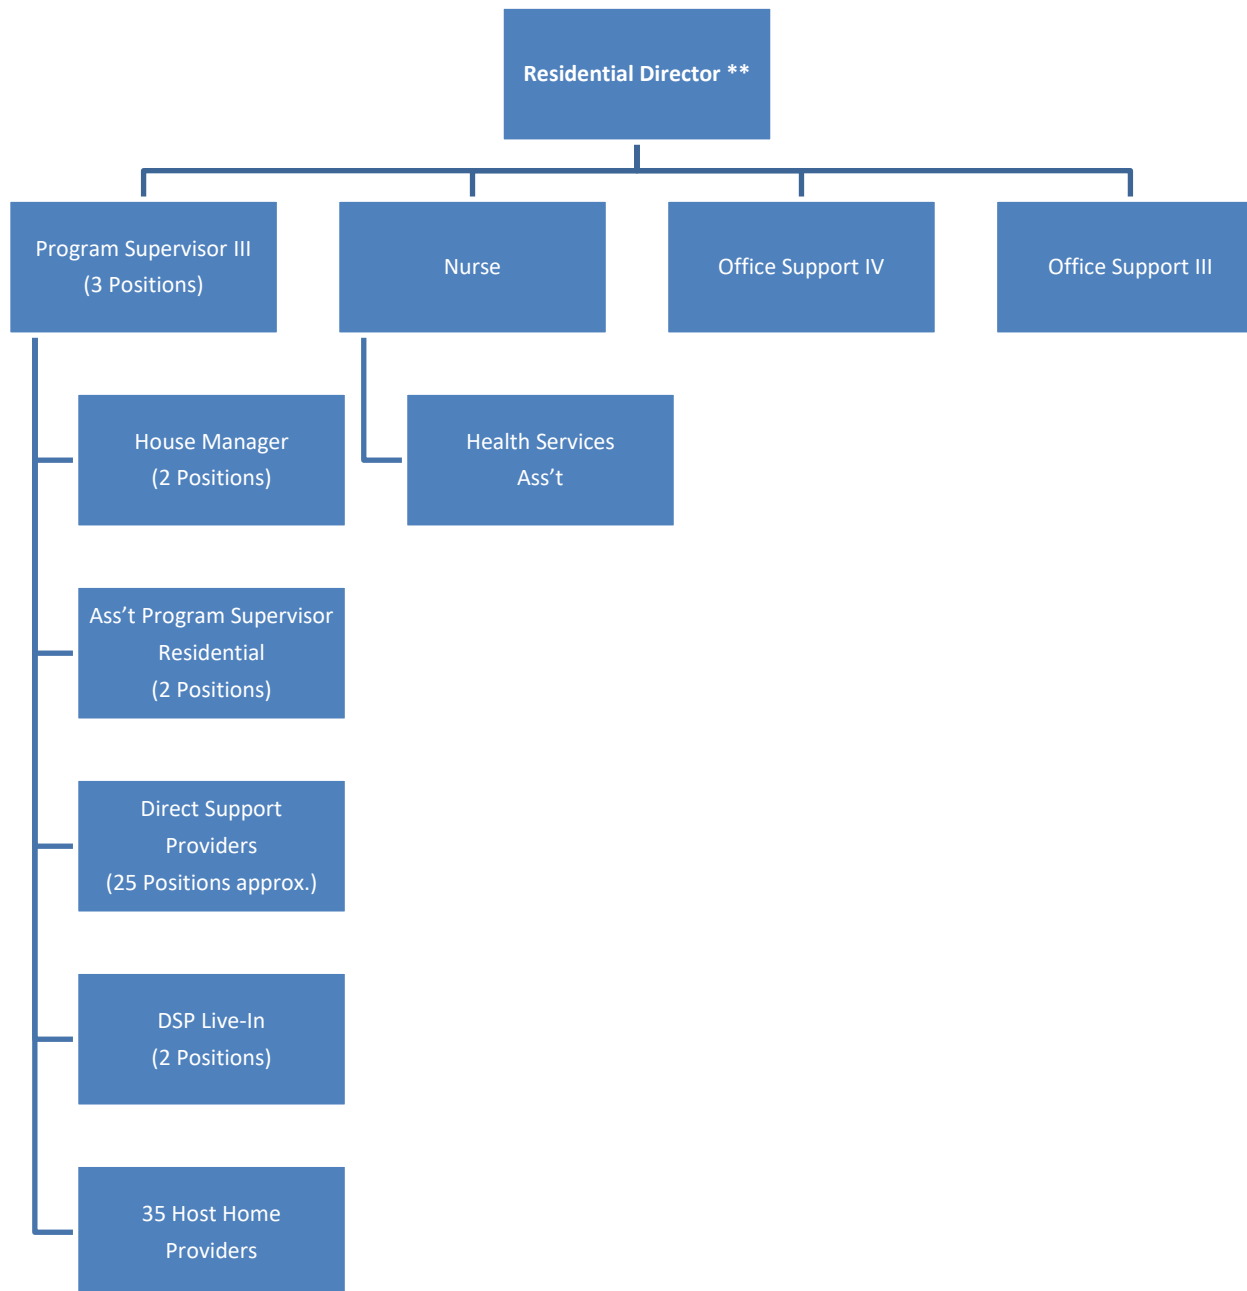 Residential Director **
Program Supervisor III
(3 Positions)
Nurse
Office Support IV
Office Support III
House Manager
(2 Positions)
Health Services
Ass’t
Ass’t Program Supervisor
Residential
(2 Positions)
Direct Support
Providers
(25 Positions approx.)
DSP Live-In
(2 Positions)
35 Host Home
Providers